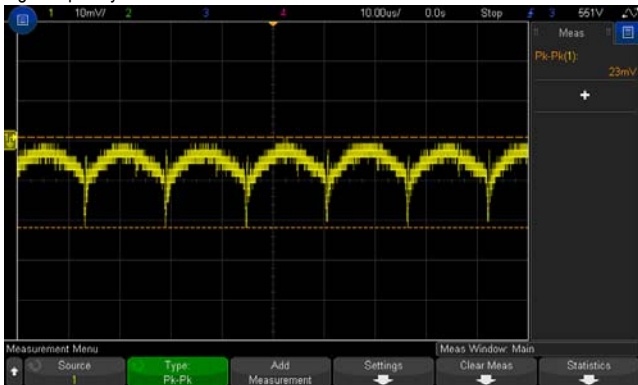 1 10mV/ 2 3 4 10.00us/ 0.0s Stop 3 551V
Meas
Pk-Pk(1):
23mV
+
Measurement Menu
Meas Window: Main
Source
1
Type:
Pk-Pk
Add
Measurement
Settings
Clear Meas
Statistics